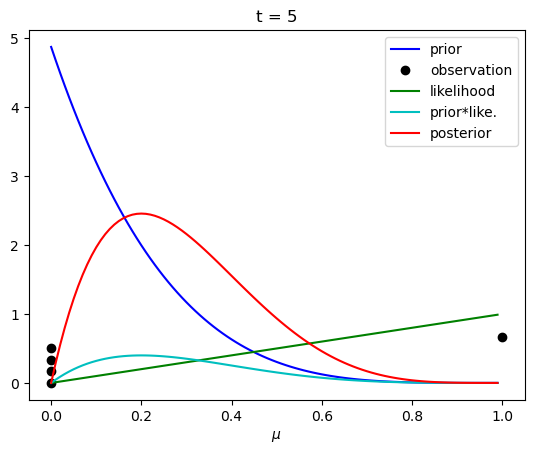 t = 5
5
4
3
2
1
0
prior
observation
likelihood
prior*like.
posterior
0.0 0.2 0.4 0.6 0.8 1.0
μ